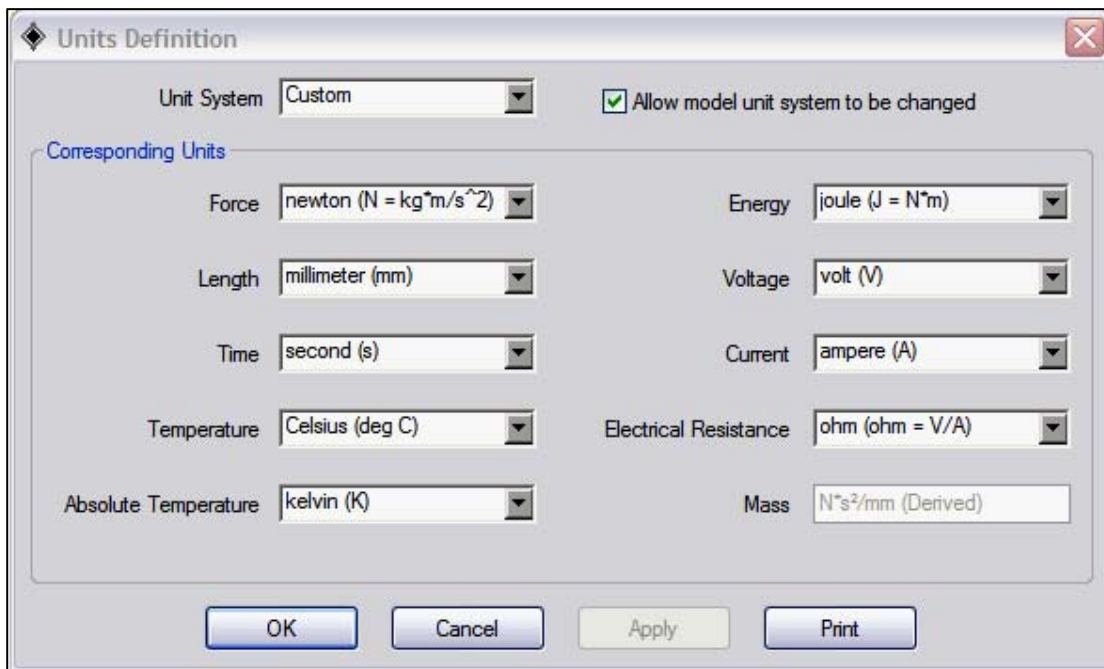 Units Definition
Unit System Custom Allow model unit system to be changed
Corresponding Units
Force newton (N = kg*m/s^2) Energy joule (J = N*m)
Length millimeter (mm) Voltage volt (V)
Time second (s) Current ampere (A)
Temperature Celsius (deg C) Electrical Resistance ohm (ohm = V/A)
Absolute Temperature kelvin (K) Mass N*s²/mm (Derived)
OK Cancel Apply Print